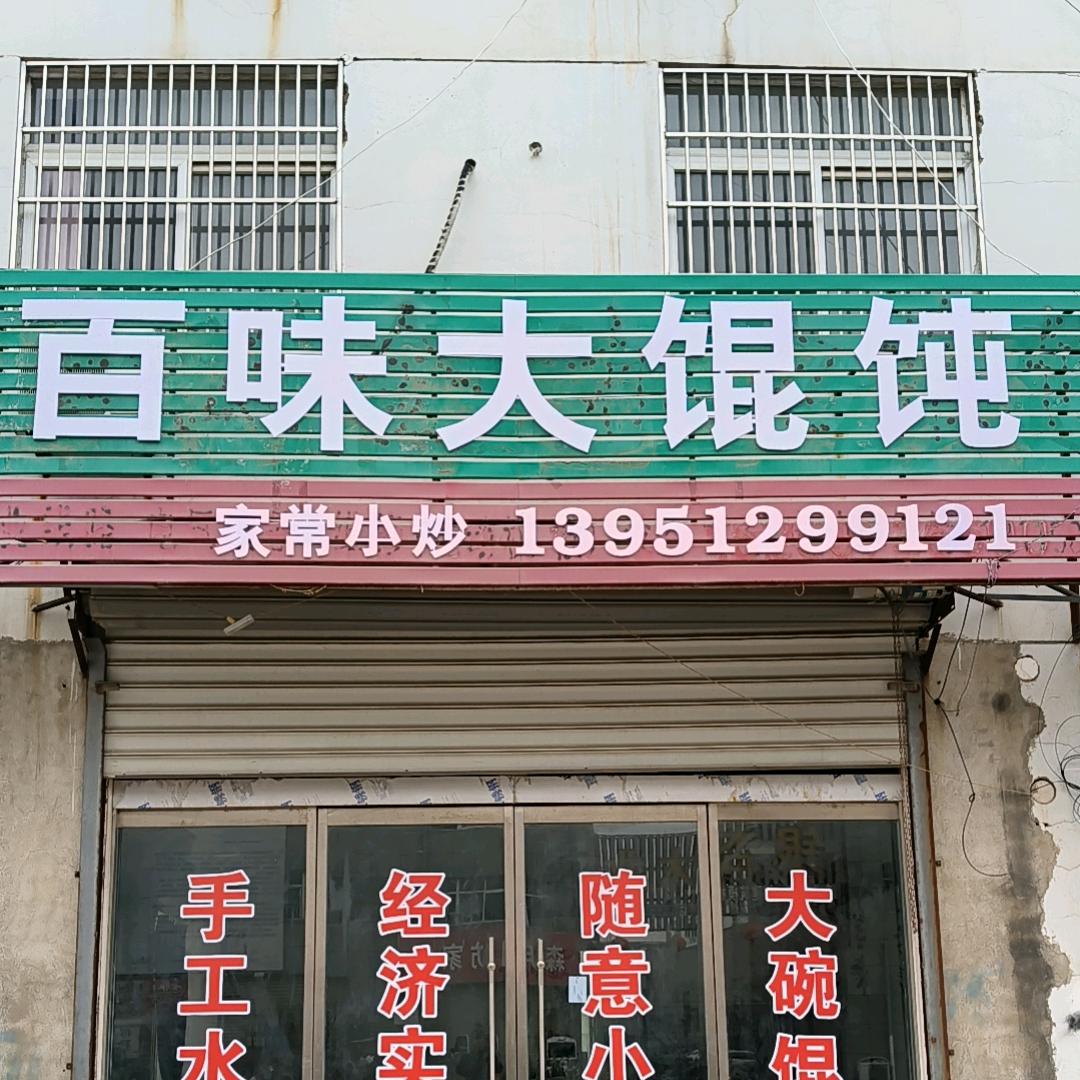 百味大馄饨
家常小炒 13951299121
手工水
经济实
随意小
大碗馄